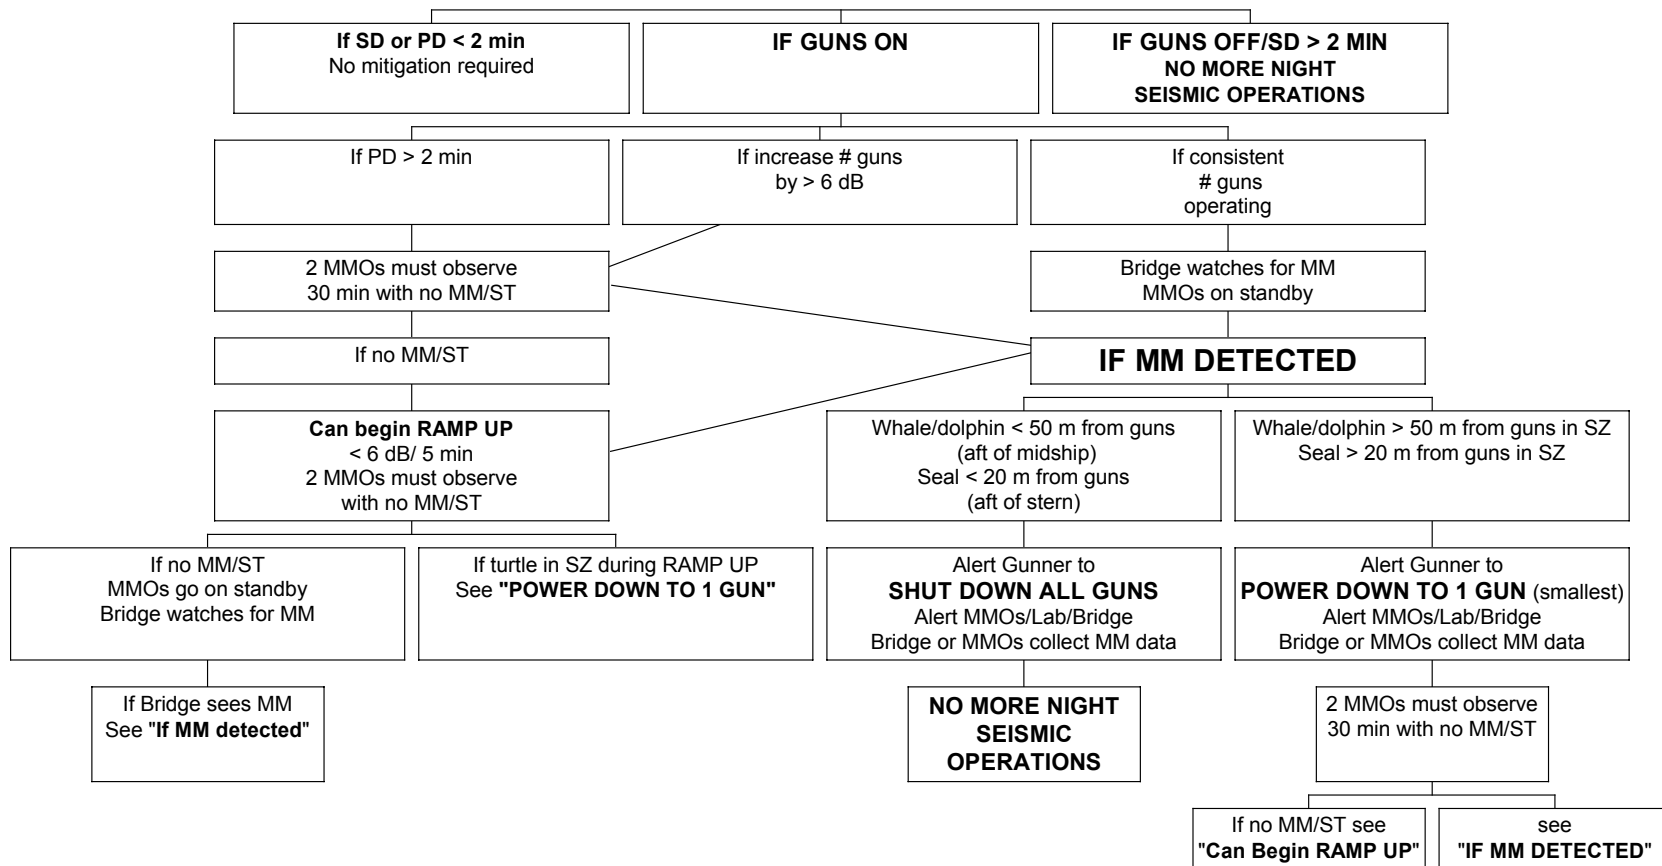 If SD or PD < 2 min
No mitigation required
IF GUNS ON
IF GUNS OFF/SD > 2 MIN
NO MORE NIGHT
SEISMIC OPERATIONS
If PD > 2 min
If increase # guns
by > 6 dB
If consistent
# guns
operating
2 MMOs must observe
30 min with no MM/ST
Bridge watches for MM
MMOs on standby
If no MM/ST
IF MM DETECTED
Can begin RAMP UP
< 6 dB/ 5 min
2 MMOs must observe
with no MM/ST
Whale/dolphin < 50 m from guns
(aft of midship)
Seal < 20 m from guns
(aft of stern)
Whale/dolphin > 50 m from guns in SZ
Seal > 20 m from guns in SZ
If no MM/ST
MMOs go on standby
Bridge watches for MM
If turtle in SZ during RAMP UP
See "POWER DOWN TO 1 GUN"
Alert Gunner to
SHUT DOWN ALL GUNS
Alert MMOs/Lab/Bridge
Bridge or MMOs collect MM data
Alert Gunner to
POWER DOWN TO 1 GUN (smallest)
Alert MMOs/Lab/Bridge
Bridge or MMOs collect MM data
If Bridge sees MM
See "If MM detected"
NO MORE NIGHT
SEISMIC
OPERATIONS
2 MMOs must observe
30 min with no MM/ST
If no MM/ST see
"Can Begin RAMP UP"
see
"IF MM DETECTED"